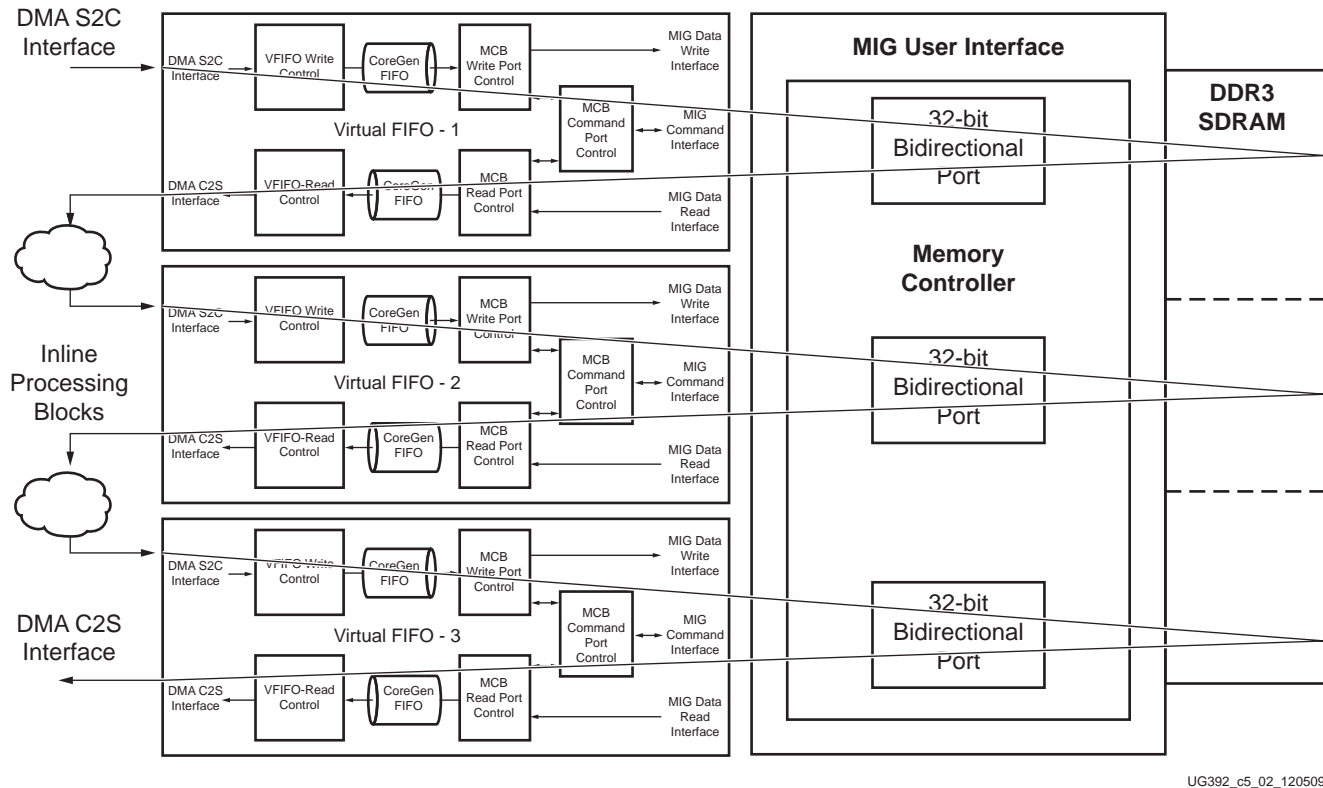 DMA S2C
Interface
DMA S2C
Interface
VFIFO Write
Control
CoreGen
FIFO
MCB
Write Port
Control
MIG Data
Write
Interface
Virtual FIFO - 1
MCB
Command
Port
Control
MIG
Command
Interface
DMA C2S
Interface
VFIFO-Read
Control
CoreGen
FIFO
MCB
Read Port
Control
MIG Data
Read
Interface
DMA S2C
Interface
VFIFO Write
Control
CoreGen
FIFO
MCB
Write Port
Control
MIG Data
Write
Interface
Inline
Processing
Blocks
Virtual FIFO - 2
MCB
Command
Port
Control
MIG
Command
Interface
DMA C2S
Interface
VFIFO-Read
Control
CoreGen
FIFO
MCB
Read Port
Control
MIG Data
Read
Interface
DMA S2C
Interface
VFIFO Write
Control
CoreGen
FIFO
MCB
Write Port
Control
MIG Data
Write
Interface
DMA C2S
Interface
Virtual FIFO - 3
MCB
Command
Port
Control
MIG
Command
Interface
DMA C2S
Interface
VFIFO-Read
Control
CoreGen
FIFO
MCB
Read Port
Control
MIG Data
Read
Interface
MIG User Interface
32-bit
Bidirectional
Port
Memory
Controller
32-bit
Bidirectional
Port
32-bit
Bidirectional
Port
DDR3
SDRAM
UG392_c5_02_120509